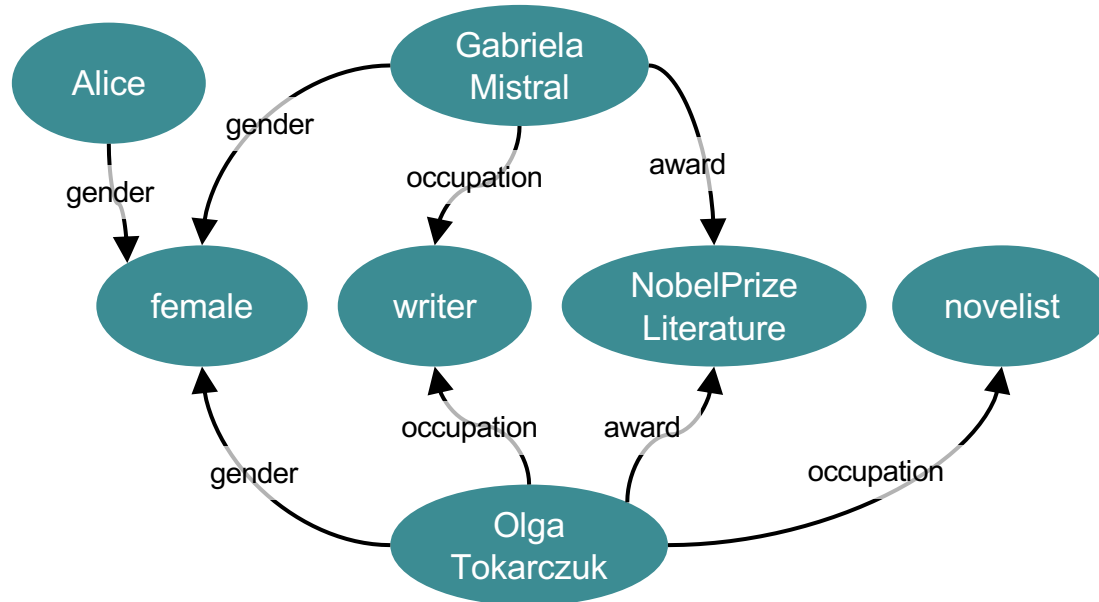 Gabriela
Mistral
Alice
gender
occupation
award
gender
female
writer
NobelPrize
Literature
novelist
occupation
award
gender
occupation
Olga
Tokarczuk